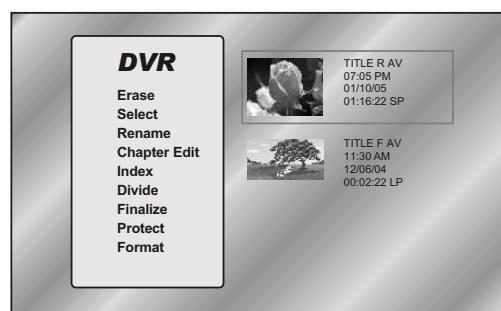 DVR
Erase
Select
Rename
Chapter Edit
Index
Divide
Finalize
Protect
Format
TITLE R AV
07:05 PM
01/10/05
01:16:22 SP
TITLE F AV
11:30 AM
12/06/04
00:02:22 LP